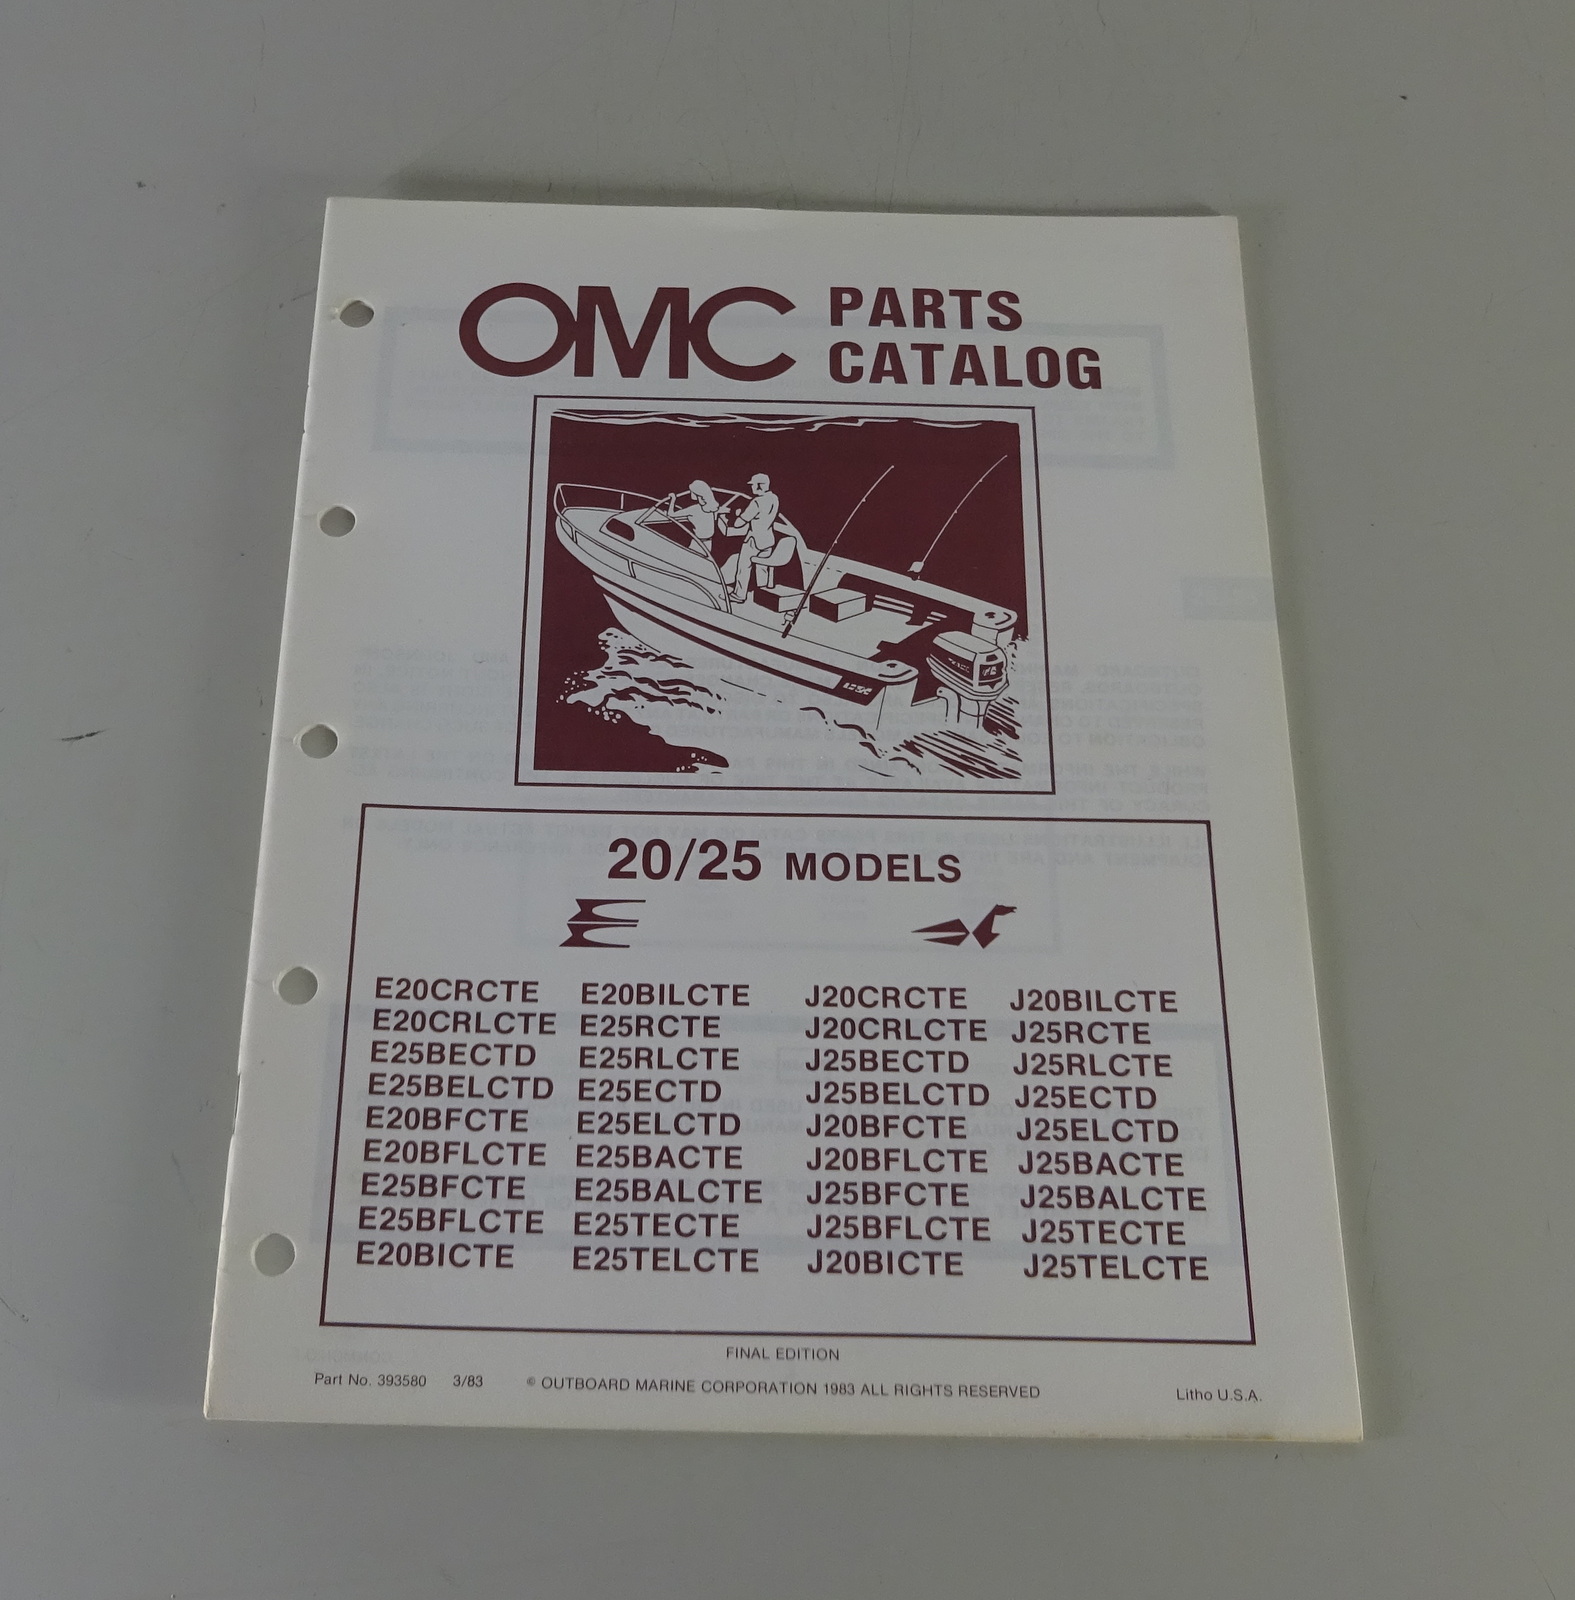 OMC PARTS
CATALOG
20/25 MODELS
E20CRCTE E20BILCTE J20CRCTE J20BILCTE
E20CRLCTE E25RCTE J20CRLCTE J25RCTE
E25BECTD E25RLCTE J25BECTD J25RLCTE
E25BELCTD E25ECTD J25BELCTD J25ECTD
E20BFCTE E25ELCTD J20BFCTE J25ELCTD
E20BFLCTE E25BACTE J20BFLCTE J25BACTE
E25BFCTE E25BALCTE J25BFCTE J25BALCTE
E25BFLCTE E25TECTE J25BFLCTE J25TECTE
E20BICTE E25TELCTE J20BICTE J25TELCTE
FINAL EDITION
Part No. 393580 3/83 © OUTBOARD MARINE CORPORATION 1983 ALL RIGHTS RESERVED Litho U.S.A.